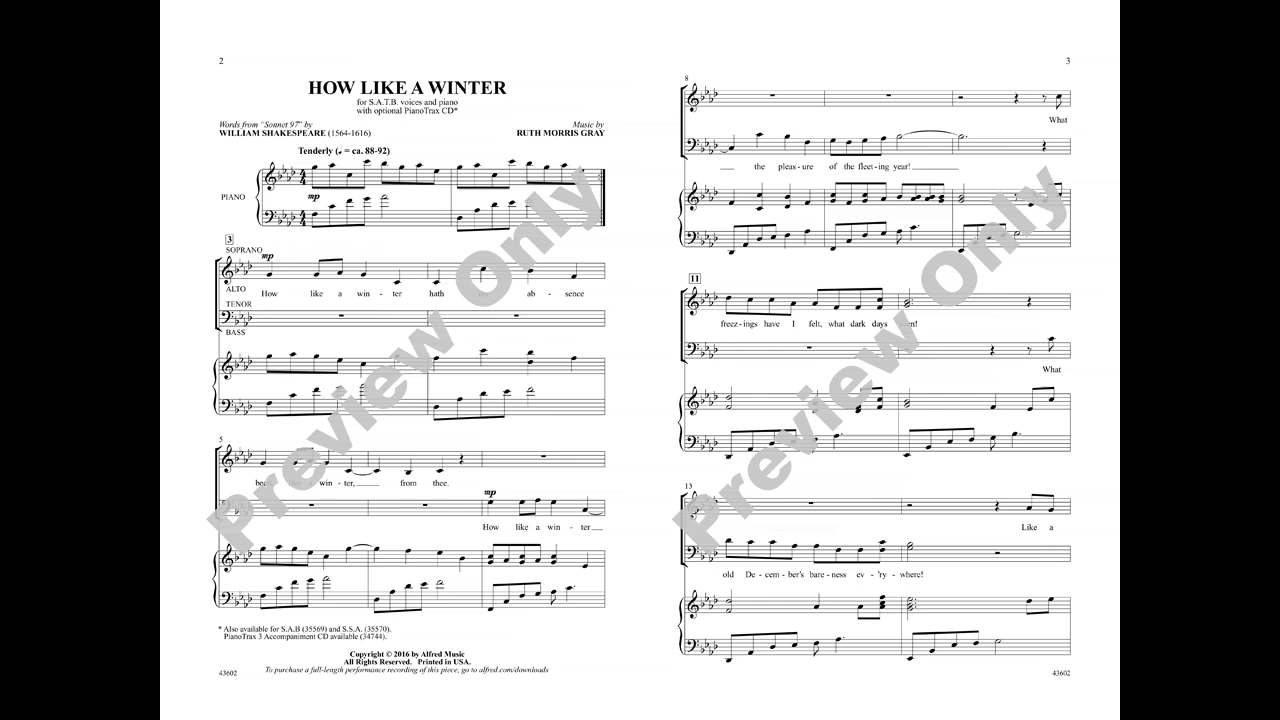 2
HOW LIKE A WINTER
for S.A.T.B. voices and piano
with optional PianoTrax CD*
Words from "Sonnet 97" by
WILLIAM SHAKESPEARE (1564-1616)
Music by
RUTH MORRIS GRAY
Tenderly (♩ = ca. 88-92)
PIANO
mp
3
SOPRANO
mp
ALTO
How like a win - ter hath ab - sence
TENOR
BASS
5
like a win - ter, from thee.
mp
How like a win - ter
* Also available for S.A.B (35569) and S.S.A. (35570).
PianoTrax 3 Accompaniment CD available (34744).
Copyright © 2016 by Alfred Music
All Rights Reserved. Printed in USA.
To purchase a full-length performance recording of this piece, go to alfred.com/downloads
43602
Preview Only
3
8
What
the pleas - ure of the fleet - ing year!
11
freez - ings have I felt, what dark days
What
13
Like a
old De - cem - ber's bare - ness ev - 'ry - where!
43602
Preview Only